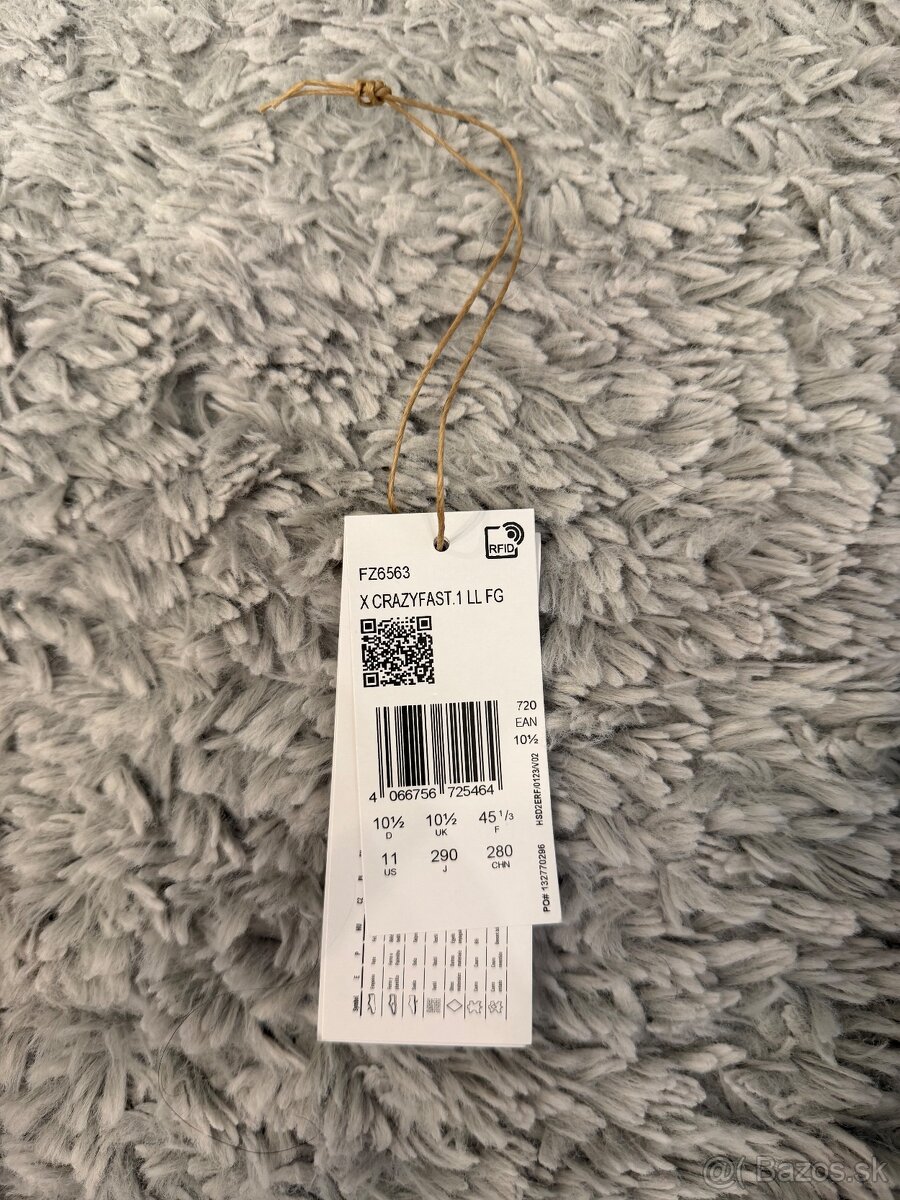 RFID
FZ6563
X CRAZYFAST.1 LL FG
720
EAN
10½
4 066756 725464
10½ 10½ 45 1/3
D UK F
11 290 280
US J CHN
HSD2ERF/0123/V02
PO# 132770296
@( Bazos.sk